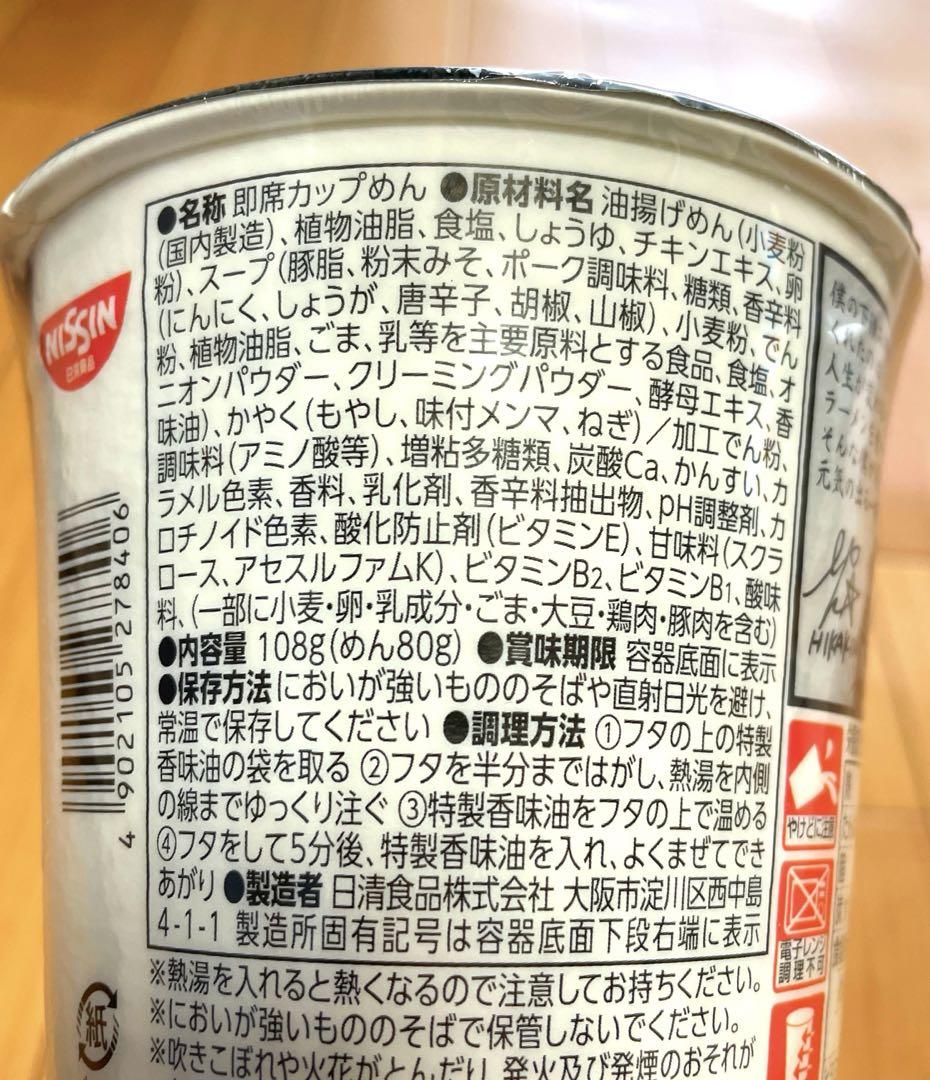 ●名称 即席カップめん ●原材料名 油揚げめん(小麦粉
(国内製造)、植物油脂、食塩、しょうゆ、チキンエキス、卵
粉)、スープ(豚脂、粉末みそ、ポーク調味料、糖類、香辛料
(にんにく、しょうが、唐辛子、胡椒、山椒)、小麦粉、でん
粉、植物油脂、ごま、乳等を主要原料とする食品、食塩、オ
ニオンパウダー、クリーミングパウダー、酵母エキス、香
味油)、かやく(もやし、味付メンマ、ねぎ)/加工でん粉、
調味料(アミノ酸等)、増粘多糖類、炭酸Ca、かんすい、カ
ラメル色素、香料、乳化剤、香辛料抽出物、pH調整剤、カ
ロチノイド色素、酸化防止剤(ビタミンE)、甘味料(スクラ
ロース、アセスルファムK)、ビタミンB2、ビタミンB1、酸味
料、(一部に小麦・卵・乳成分・ごま・大豆・鶏肉・豚肉を含む)
●内容量 108g(めん80g) ●賞味期限 容器底面に表示
●保存方法 においが強いもののそばや直射日光を避け、
常温で保存してください ●調理方法 ①フタの上の特製
香味油の袋を取る ②フタを半分まではがし、熱湯を内側
の線までゆっくり注ぐ ③特製香味油をフタの上で温める
④フタをして5分後、特製香味油を入れ、よくまぜてでき
あがり ●製造者 日清食品株式会社 大阪市淀川区西中島
4-1-1 製造所固有記号は容器底面下段右端に表示
※熱湯を入れると熱くなるので注意してお持ちください。
※においが強いもののそばで保管しないでください。
※吹きこぼれや火花がとんだり、発火及び発煙のおそれが
NISSIN
日清食品
4 902105 278406
紙
僕の
人生
ラーメン
そんな
元気の
HIKAK
やけどに注意
電子レンジ
調理不可